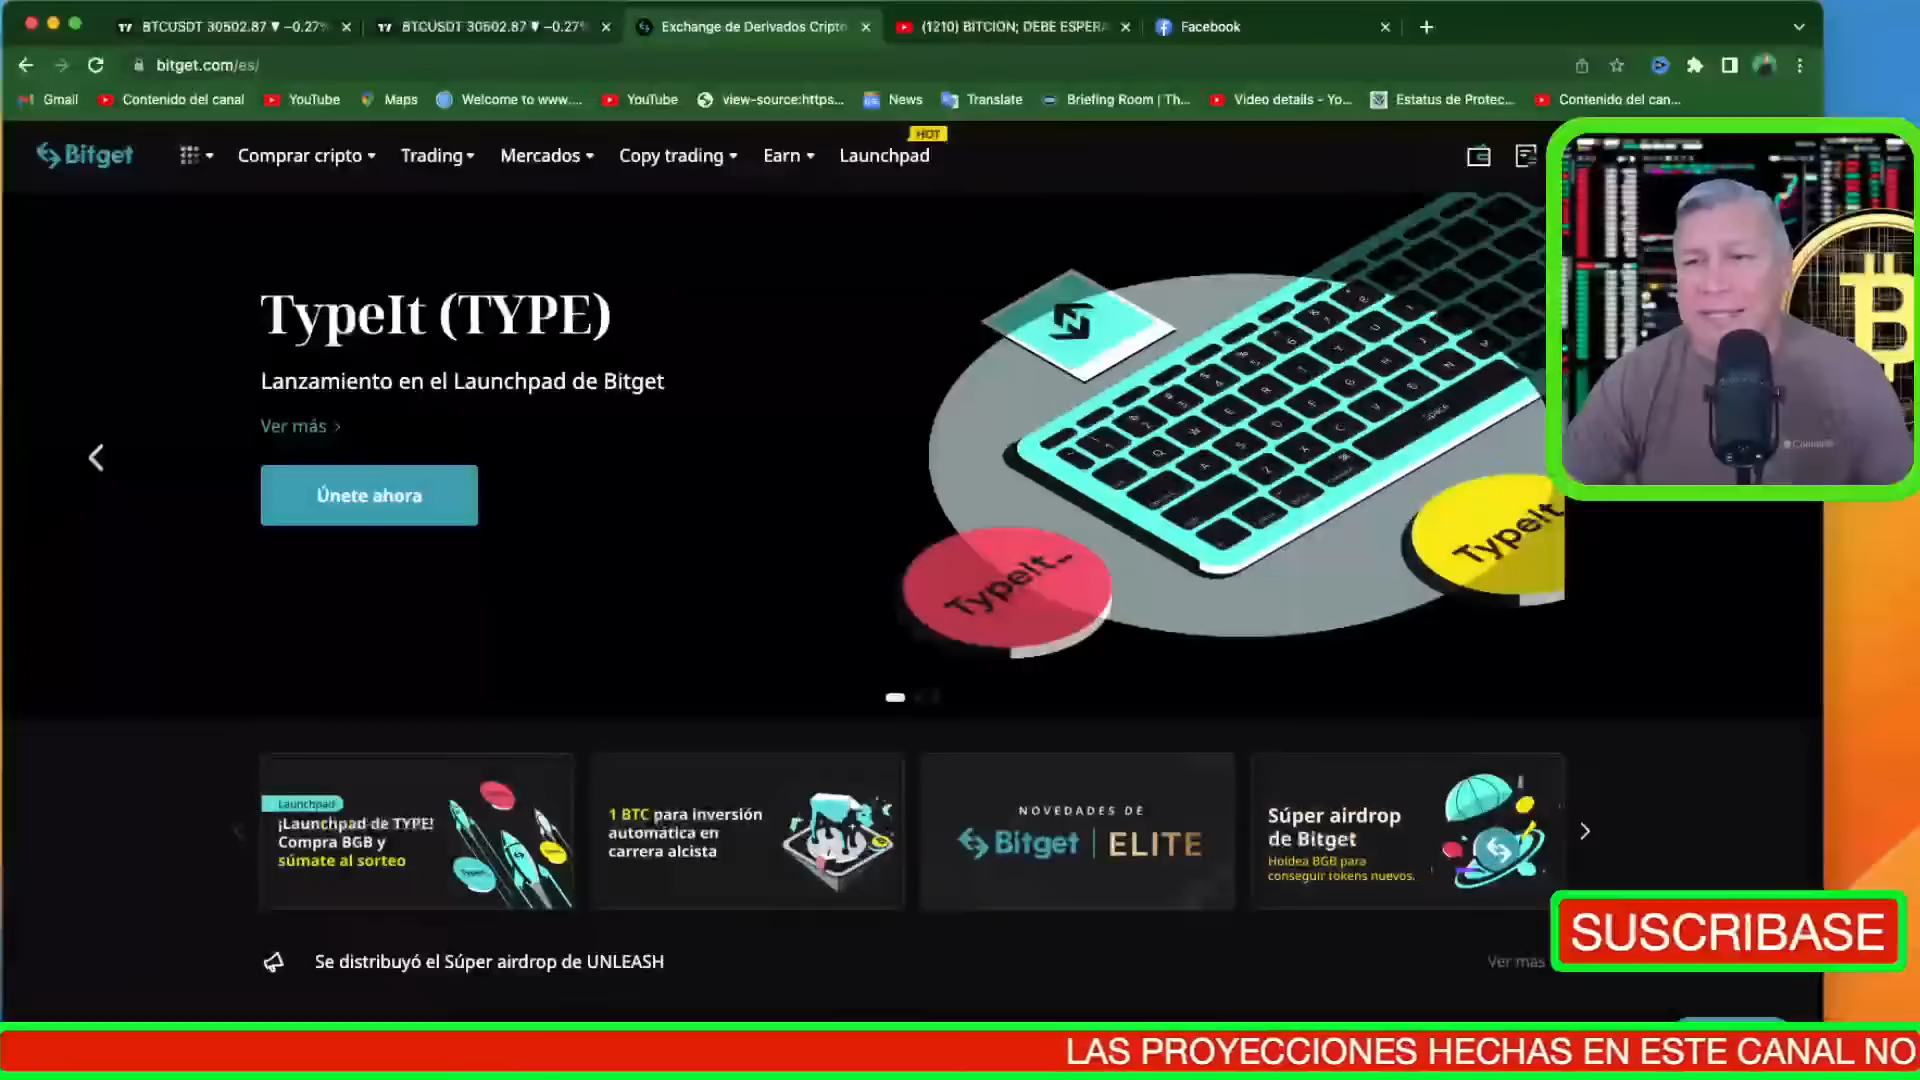 BTCUSDT 30502.87 ▼ −0.27%
BTCUSDT 30502.87 ▼ −0.27%
Exchange de Derivados Cripto
(1210) BITCION; DEBE ESPERA
Facebook
bitget.com/es/
Gmail
Contenido del canal
YouTube
Maps
Welcome to www....
YouTube
view-source:https...
News
Translate
Briefing Room | Th...
Video details - Yo...
Estatus de Protec...
Contenido del can...
HOT
Bitget
Comprar cripto
Trading
Mercados
Copy trading
Earn
Launchpad
TypeIt (TYPE)
Lanzamiento en el Launchpad de Bitget
Ver más >
Únete ahora
Space
TypeIt...
TypeIt.
Launchpad
¡Launchpad de TYPE!
Compra BGB y
súmate al sorteo
1 BTC para inversión
automática en
carrera alcista
NOVEDADES DE
Bitget | ELITE
Súper airdrop
de Bitget
Holdea BGB para
conseguir tokens nuevos.
Se distribuyó el Súper airdrop de UNLEASH
Ver más
SUSCRIBASE
LAS PROYECCIONES HECHAS EN ESTE CANAL NO